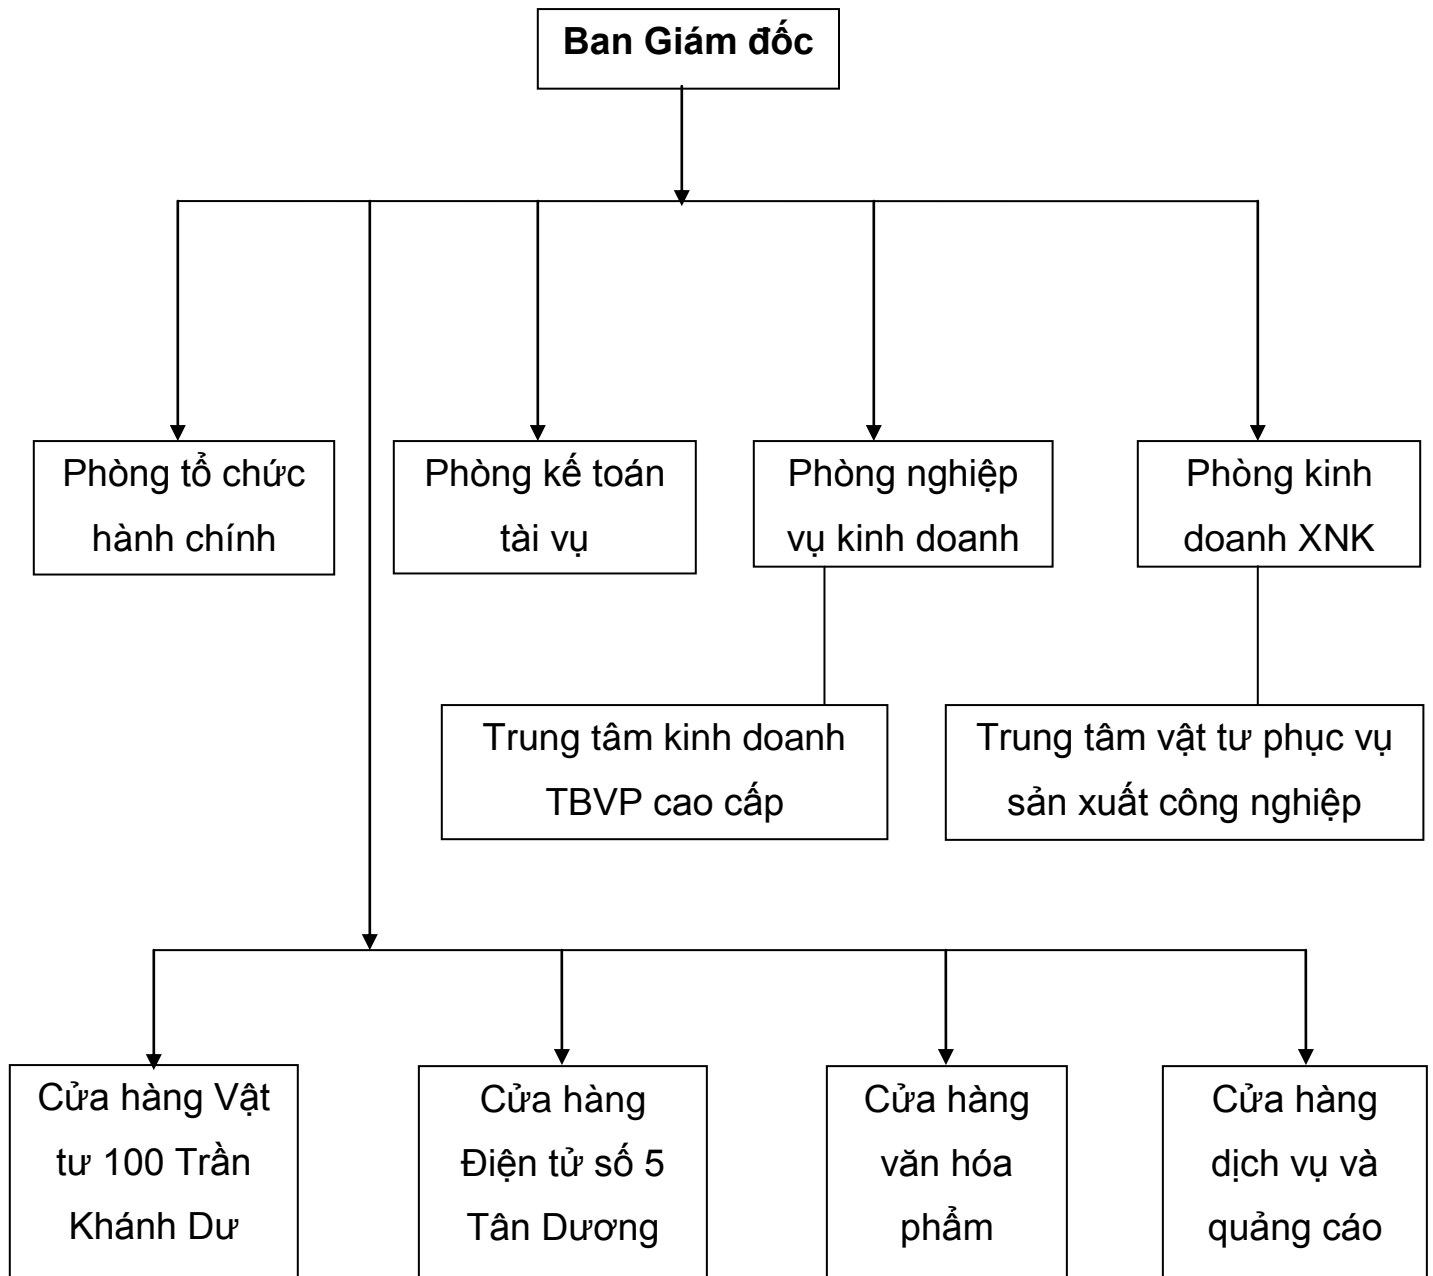 Ban Giám đốc
Phòng tổ chức
hành chính
Phòng kế toán
tài vụ
Phòng nghiệp
vụ kinh doanh
Phòng kinh
doanh XNK
Trung tâm kinh doanh
TBVP cao cấp
Trung tâm vật tư phục vụ
sản xuất công nghiệp
Cửa hàng Vật
tư 100 Trần
Khánh Dư
Cửa hàng
Điện tử số 5
Tân Dương
Cửa hàng
văn hóa
phẩm
Cửa hàng
dịch vụ và
quảng cáo